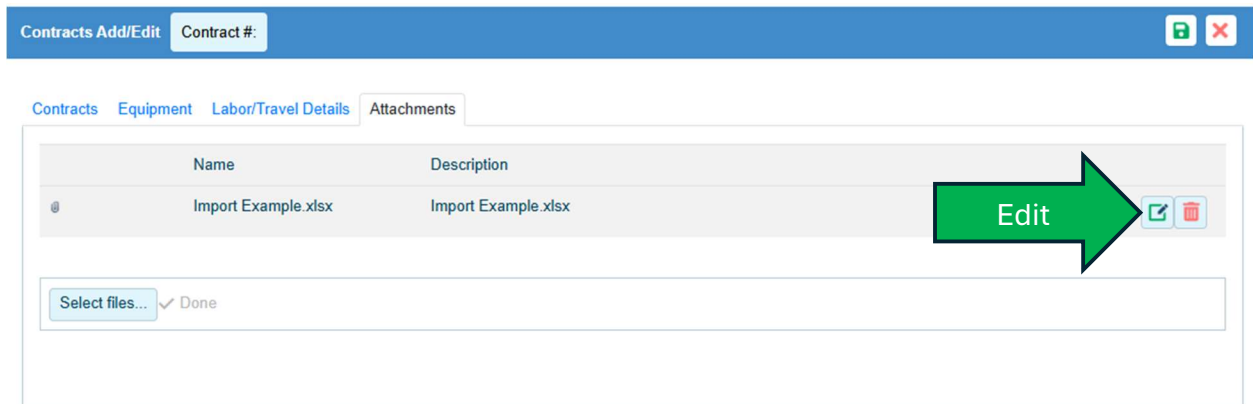 Contracts Add/Edit Contract #:
Contracts Equipment Labor/Travel Details Attachments
Name Description
Import Example.xlsx Import Example.xlsx
Edit
Select files... Done